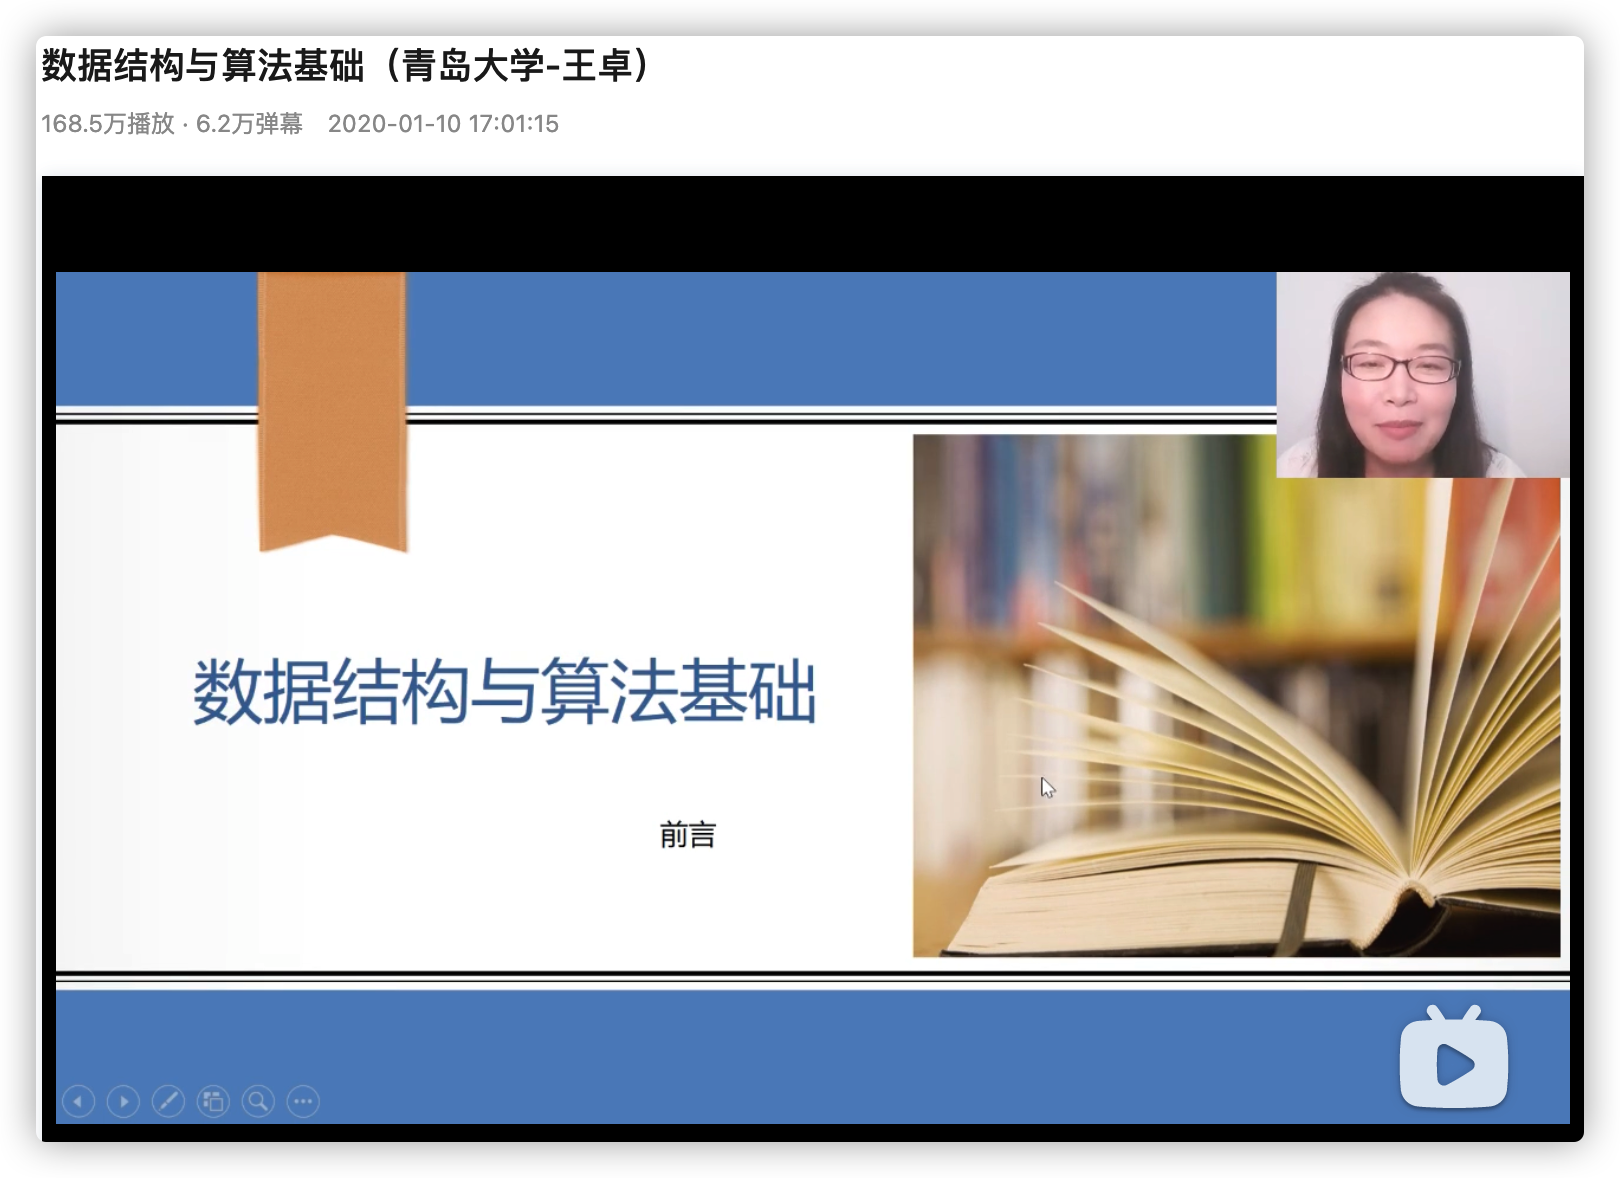 数据结构与算法基础（青岛大学-王卓）
168.5万播放 · 6.2万弹幕 2020-01-10 17:01:15
数据结构与算法基础
前言